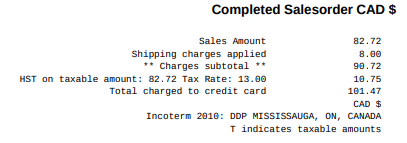 Completed Salesorder CAD $
Sales Amount 82.72
Shipping charges applied 8.00
** Charges subtotal ** 90.72
HST on taxable amount: 82.72 Tax Rate: 13.00 10.75
Total charged to credit card 101.47
CAD $
Incoterm 2010: DDP MISSISSAUGA, ON, CANADA
T indicates taxable amounts